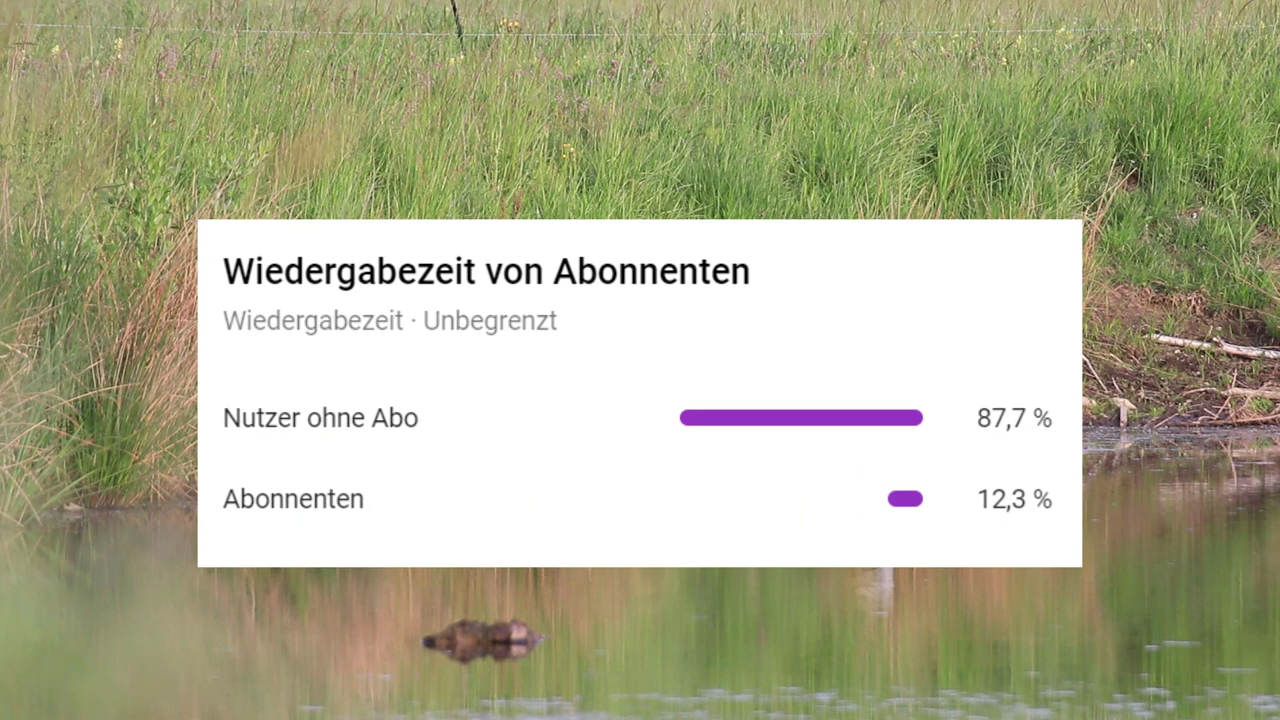 Wiedergabezeit von Abonnenten
Wiedergabezeit · Unbegrenzt
Nutzer ohne Abo 87,7 %
Abonnenten 12,3 %